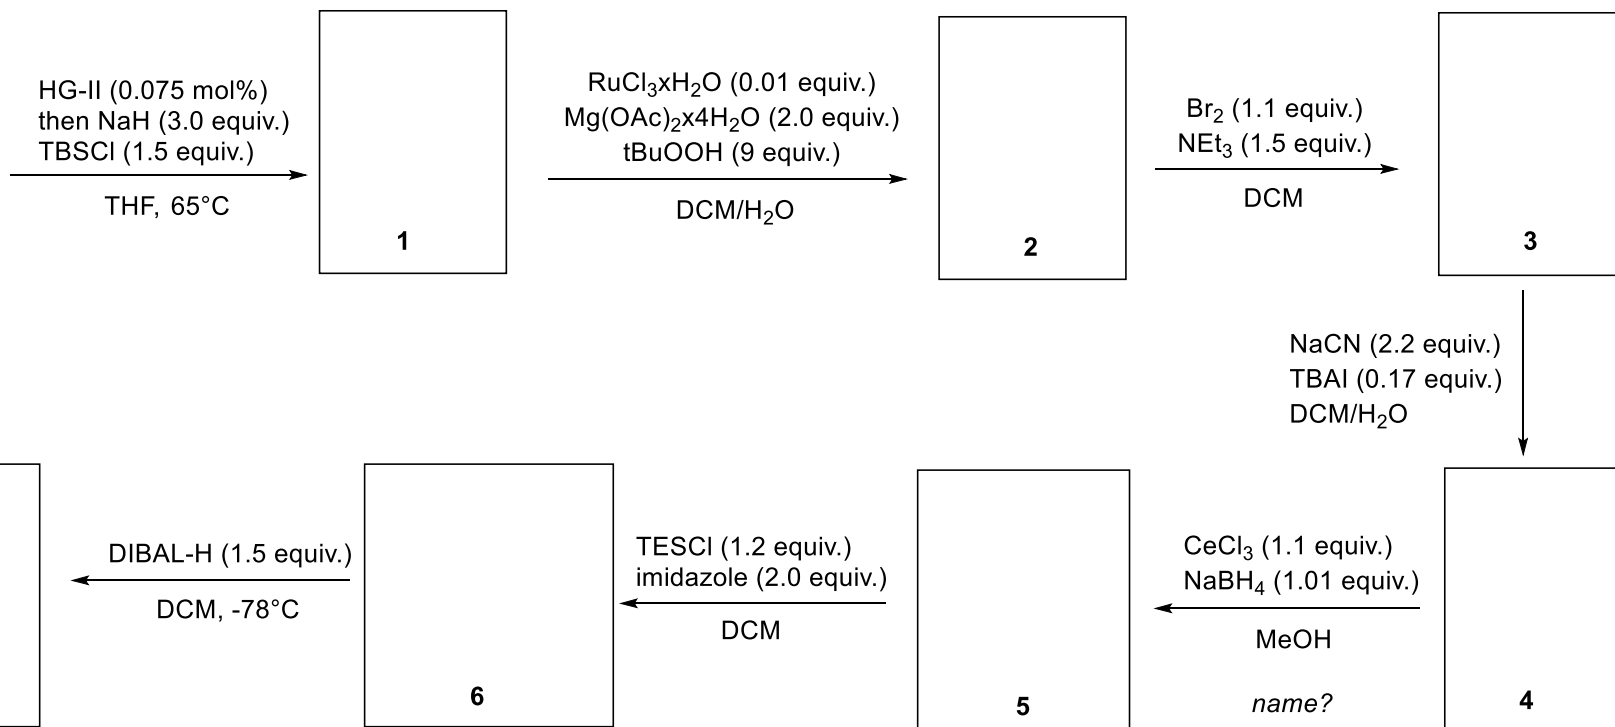 HG-II (0.075 mol%)
then NaH (3.0 equiv.)
TBSCl (1.5 equiv.)
THF, 65°C
1
RuCl₃xH₂O (0.01 equiv.)
Mg(OAc)₂x4H₂O (2.0 equiv.)
tBuOOH (9 equiv.)
DCM/H₂O
2
Br₂ (1.1 equiv.)
NEt₃ (1.5 equiv.)
DCM
3
NaCN (2.2 equiv.)
TBAI (0.17 equiv.)
DCM/H₂O
4
CeCl₃ (1.1 equiv.)
NaBH₄ (1.01 equiv.)
MeOH
name?
5
TESCl (1.2 equiv.)
imidazole (2.0 equiv.)
DCM
6
DIBAL-H (1.5 equiv.)
DCM, -78°C